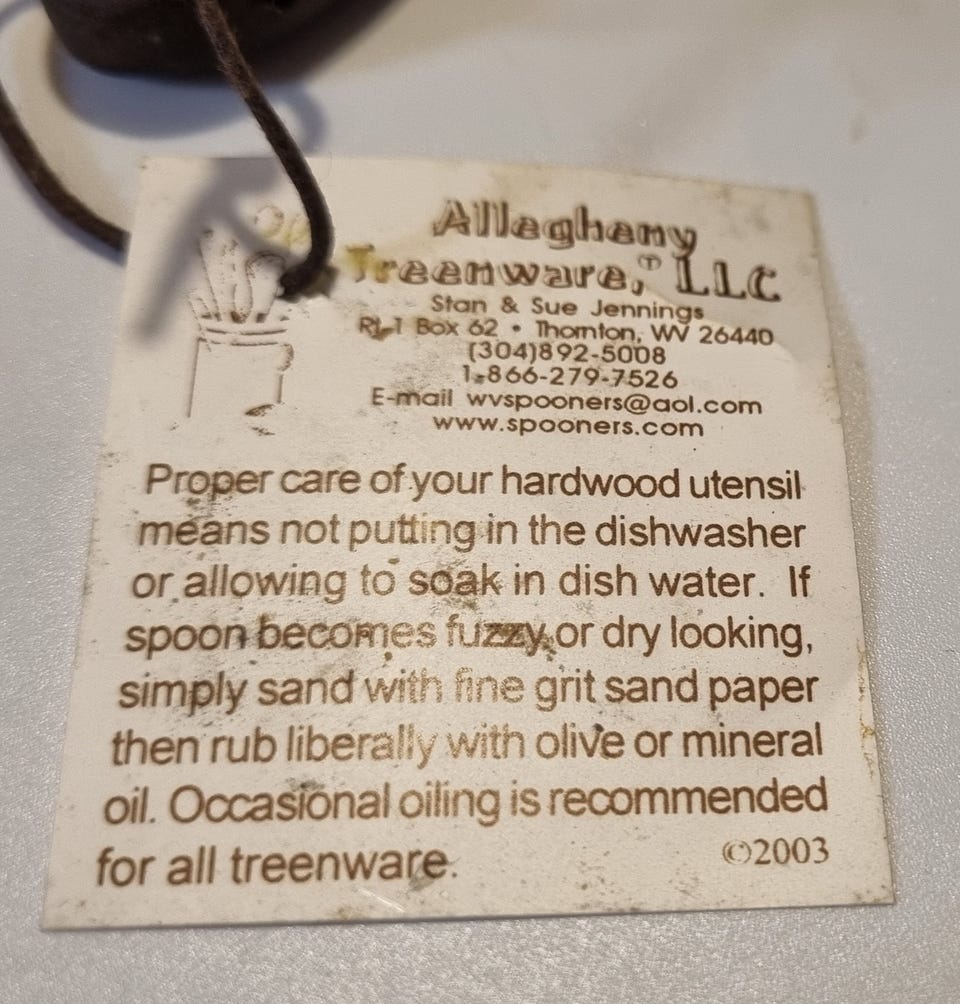 Allegheny
Treenware,™ LLC
Stan & Sue Jennings
Rt. 1 Box 62 • Thornton, WV 26440
(304)892-5008
1-866-279-7526
E-mail wvspooners@aol.com
www.spooners.com
Proper care of your hardwood utensil
means not putting in the dishwasher
or allowing to soak in dish water. If
spoon becomes fuzzy or dry looking,
simply sand with fine grit sand paper
then rub liberally with olive or mineral
oil. Occasional oiling is recommended
for all treenware.
©2003